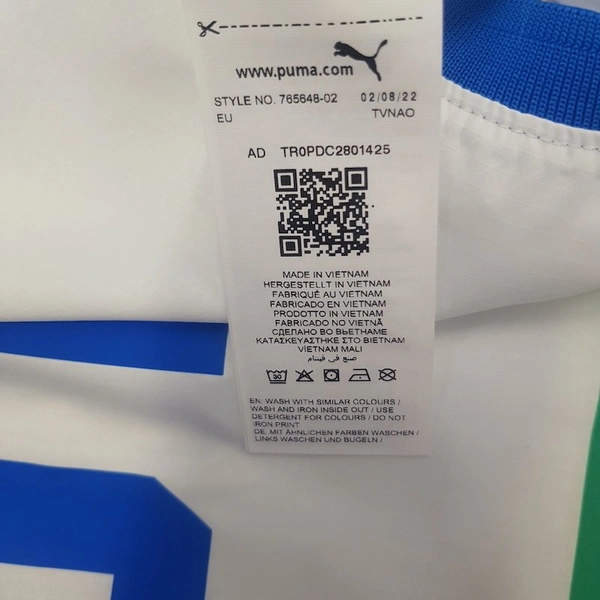 www.puma.com
STYLE NO. 765648-02 02/08/22
EU TVNAO
AD TR0PDC2801425
MADE IN VIETNAM
HERGESTELLT IN VIETNAM
FABRIQUÉ AU VIETNAM
FABRICADO EN VIETNAM
PRODOTTO IN VIETNAM
FABRICADO NO VIETNÃ
СДЕЛАНО ВО ВЬЕТНАМЕ
ΚΑΤΑΣΚΕΥΑΣΤΗΚΕ ΣΤΟ ΒΙΕΤΝΑΜ
VİETNAM MALI
صنع في فيتنام
30
EN: WASH WITH SIMILAR COLOURS /
WASH AND IRON INSIDE OUT / USE
DETERGENT FOR COLOURS / DO NOT
IRON PRINT
DE: MIT ÄHNLICHEN FARBEN WASCHEN /
LINKS WASCHEN UND BUGELN /